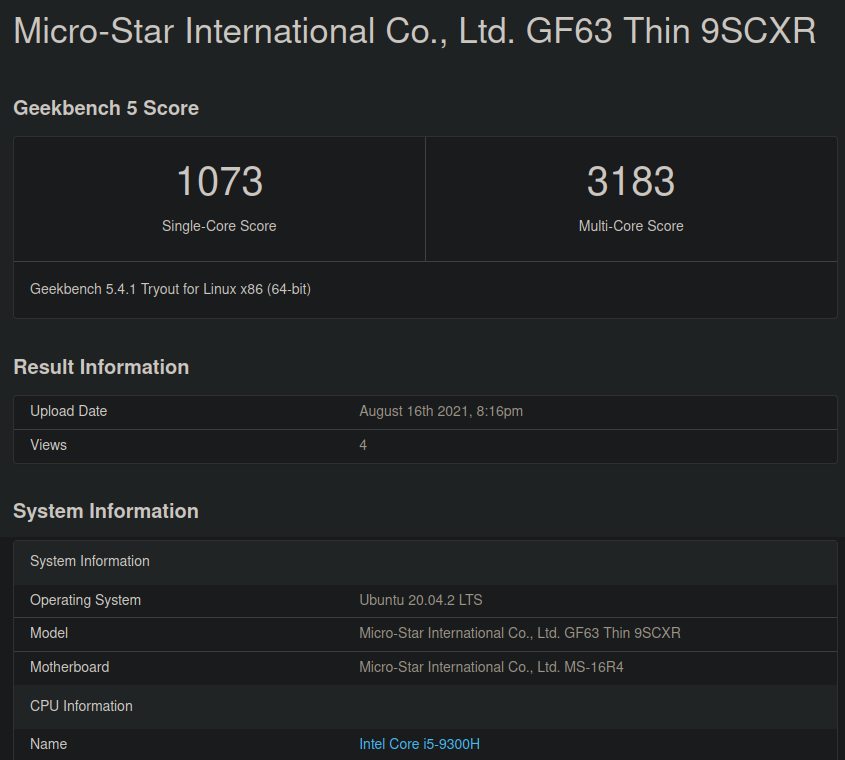 Micro-Star International Co., Ltd. GF63 Thin 9SCXR
Geekbench 5 Score
1073 3183
Single-Core Score Multi-Core Score
Geekbench 5.4.1 Tryout for Linux x86 (64-bit)
Result Information
Upload Date August 16th 2021, 8:16pm
Views 4
System Information
System Information
Operating System Ubuntu 20.04.2 LTS
Model Micro-Star International Co., Ltd. GF63 Thin 9SCXR
Motherboard Micro-Star International Co., Ltd. MS-16R4
CPU Information
Name Intel Core i5-9300H